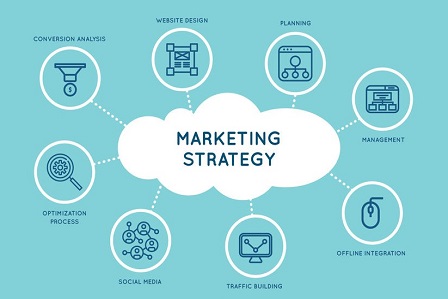 WEBSITE DESIGN
PLANNING
CONVERSION ANALYSIS
$
MARKETING
STRATEGY
MANAGEMENT
OPTIMIZATION
PROCESS
OFFLINE INTEGRATION
SOCIAL MEDIA
TRAFFIC BUILDING